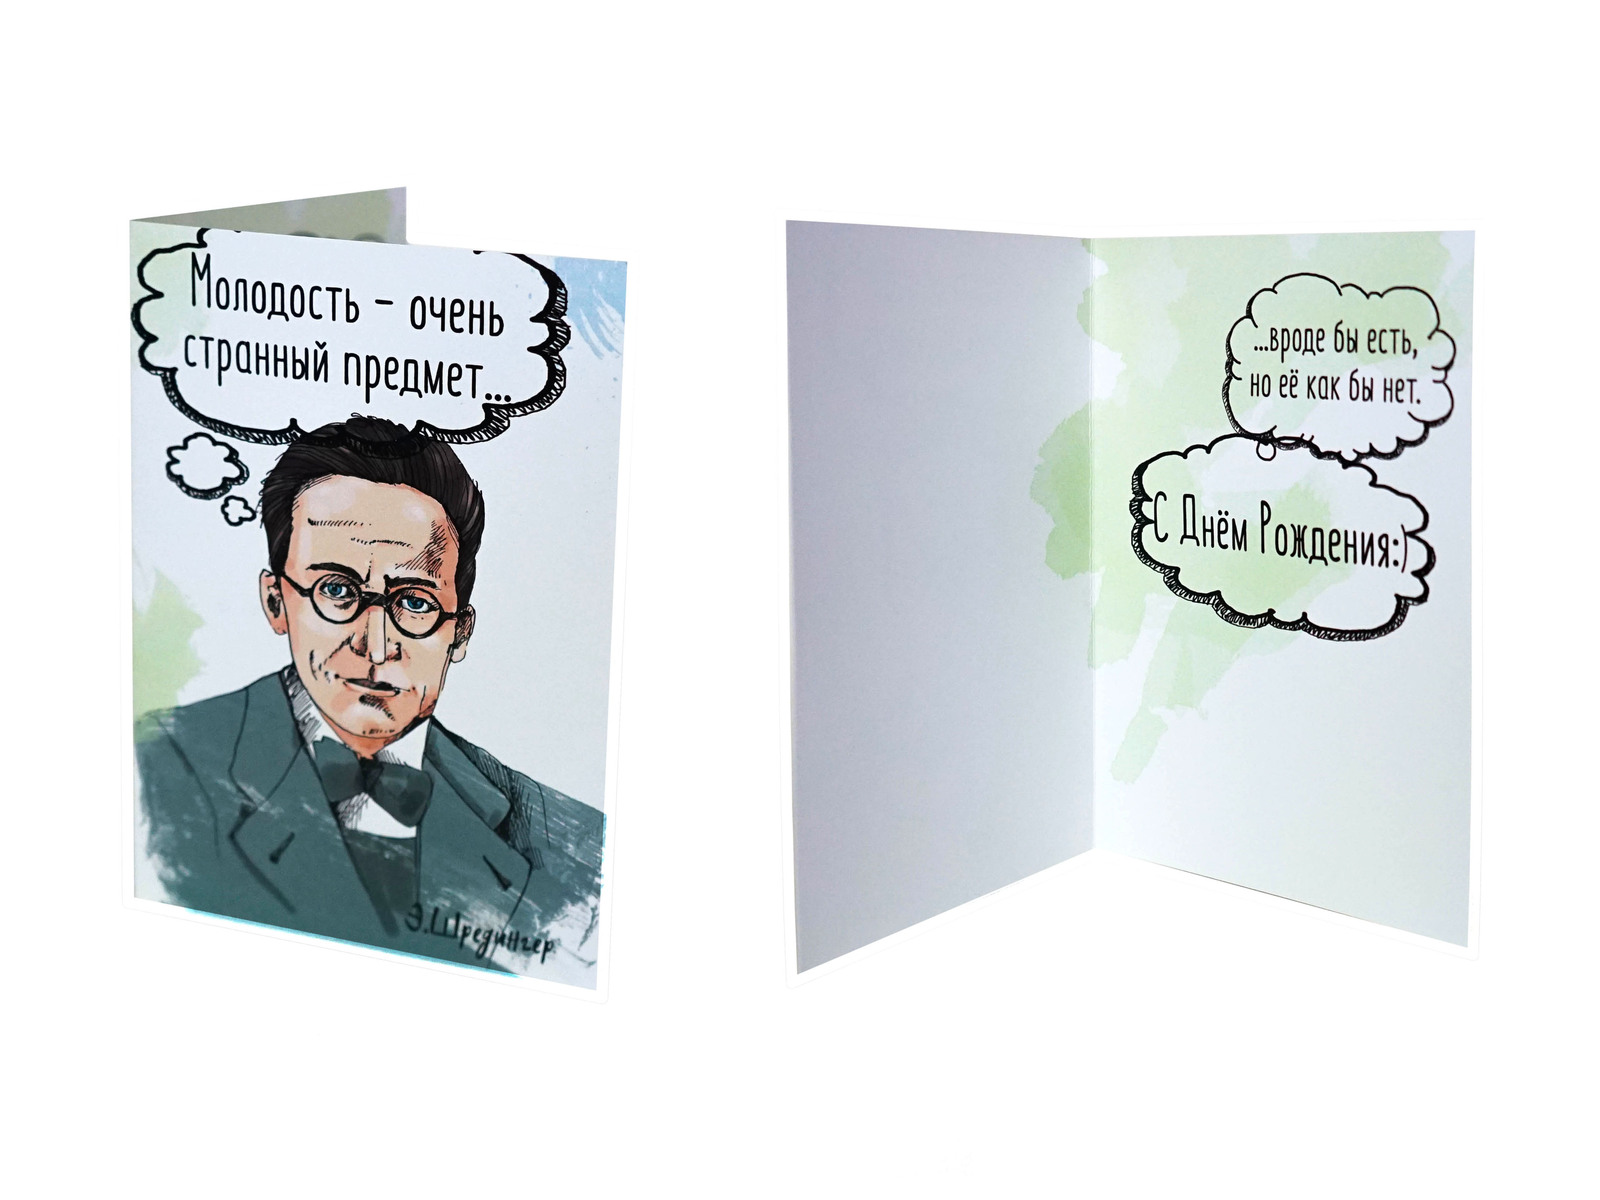 Молодость – очень
странный предмет...
Э.Шредингер
...вроде бы есть,
но её как бы нет.
С Днём Рождения:)